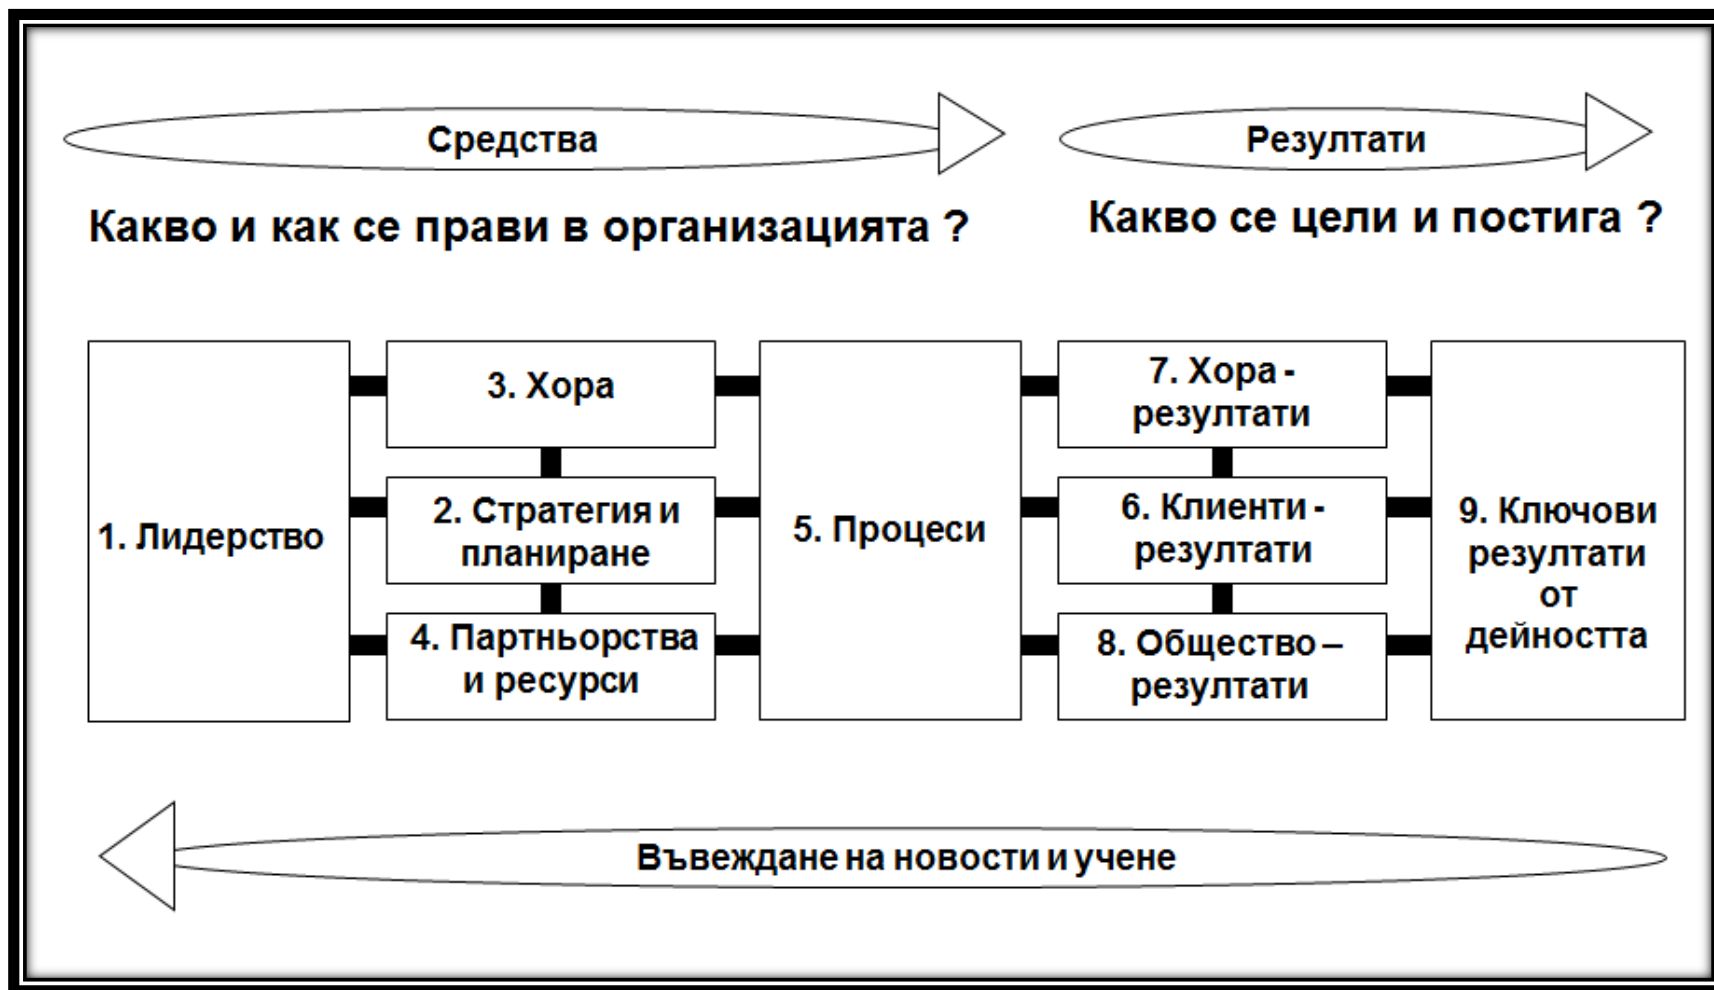 Средства
Резултати
Какво и как се прави в организацията ?
Какво се цели и постига ?
1. Лидерство
3. Хора
2. Стратегия и
планиране
4. Партньорства
и ресурси
5. Процеси
7. Хора -
резултати
6. Клиенти -
резултати
8. Общество –
резултати
9. Ключови
резултати
от
дейността
Въвеждане на новости и учене